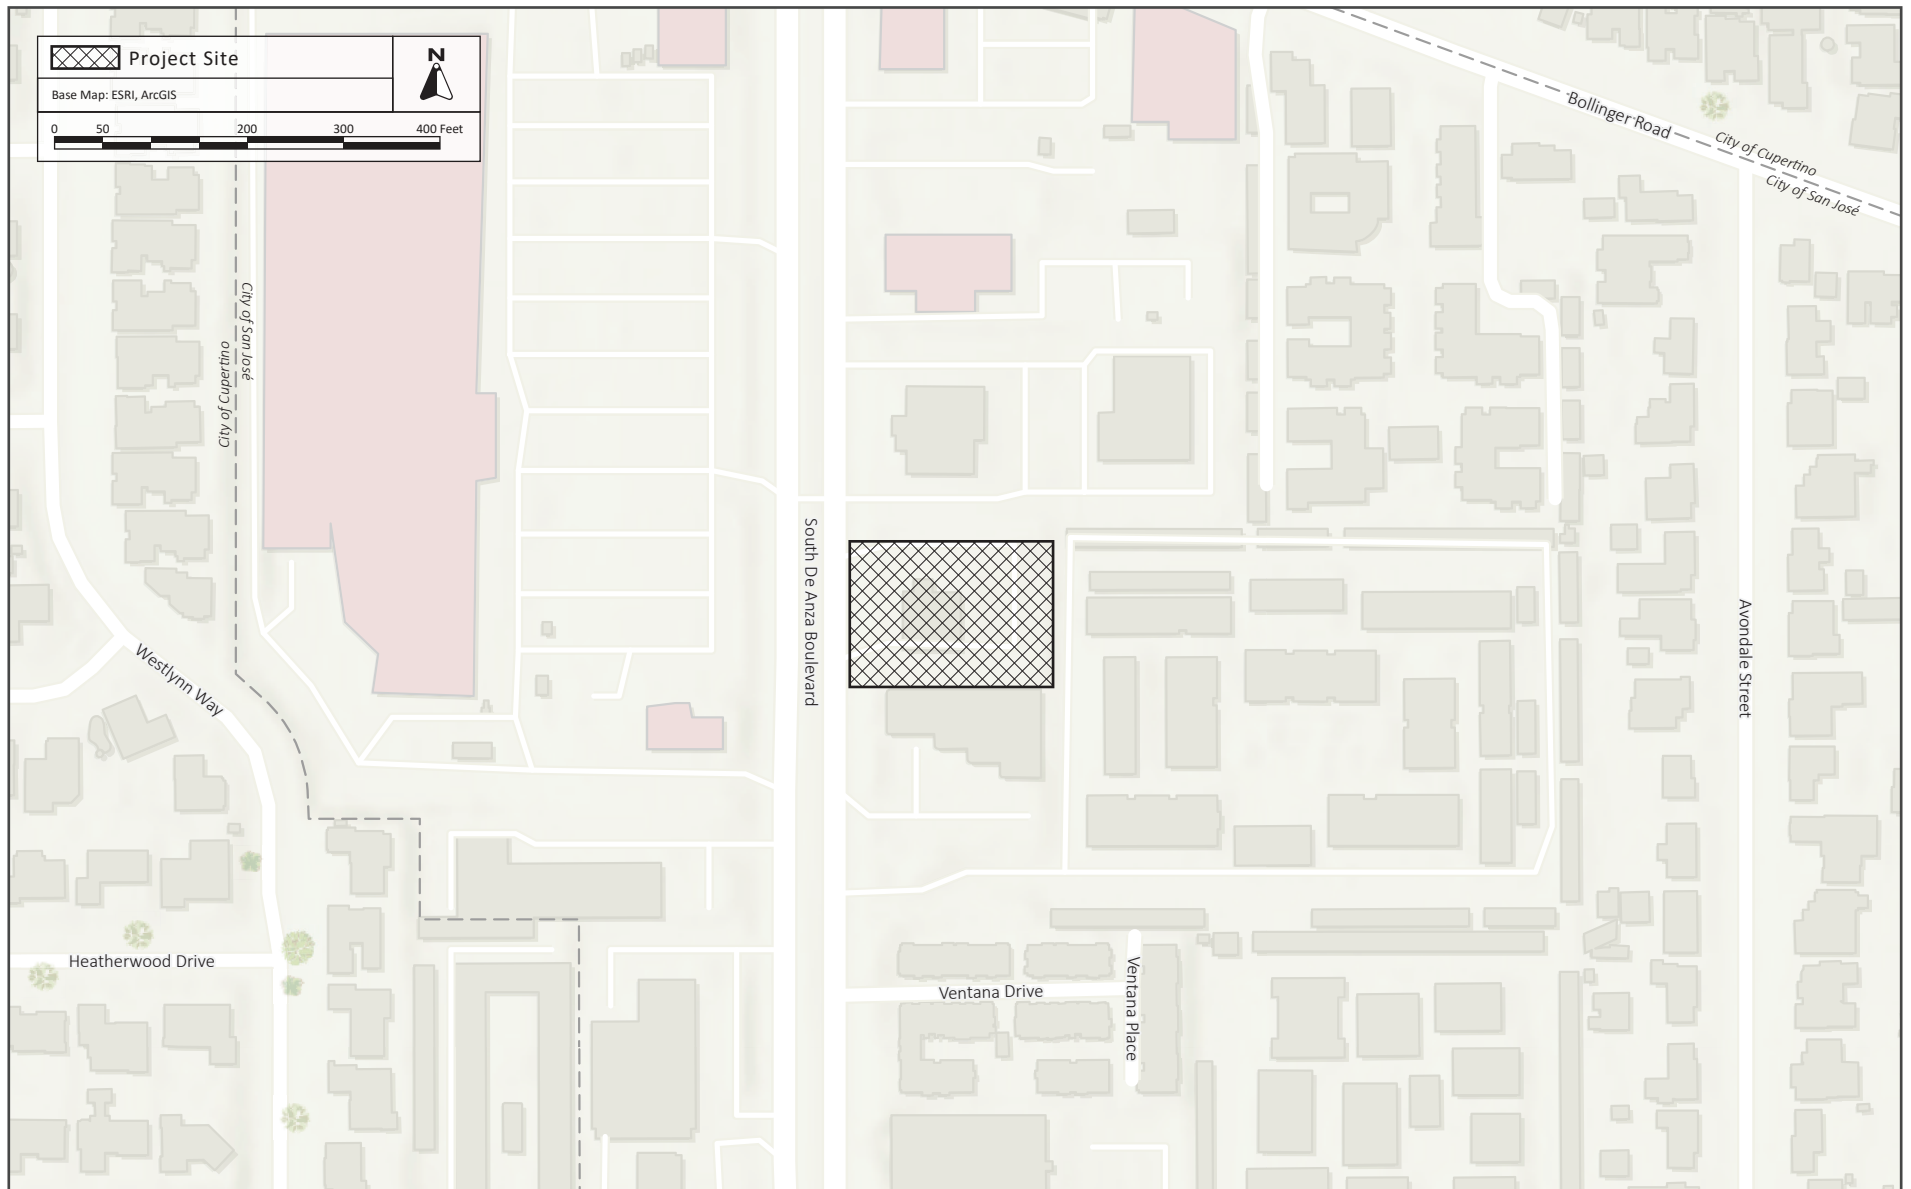 Project Site
N
Base Map: ESRI, ArcGIS
0 50 200 300 400 Feet
Bollinger Road
City of Cupertino
City of San José
City of San José
City of Cupertino
South De Anza Boulevard
Avondale Street
Westlynn Way
Heatherwood Drive
Ventana Drive
Ventana Place